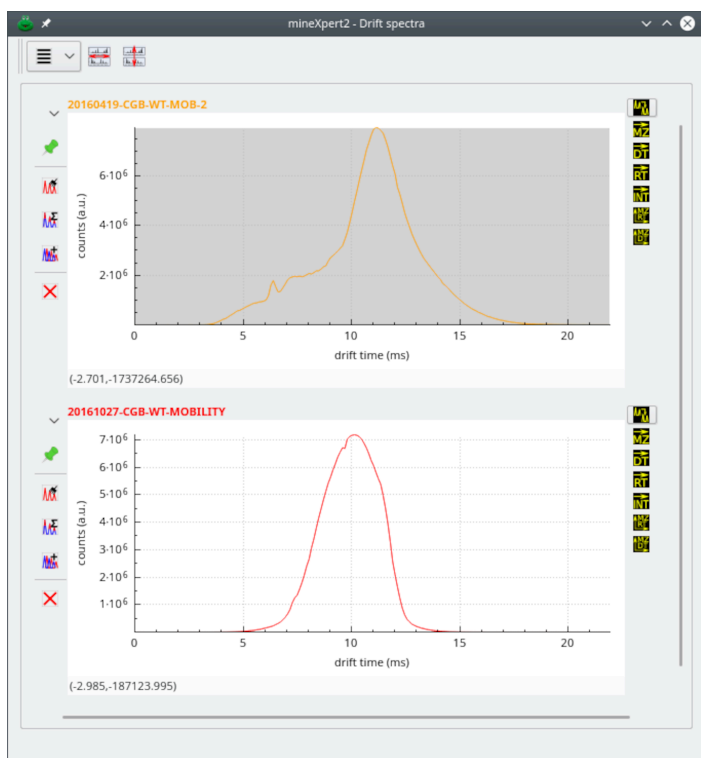 mineXpert2 - Drift spectra
20160419-CGB-WT-MOB-2
counts (a.u.)
6·10⁶
4·10⁶
2·10⁶
0 5 10 15 20
drift time (ms)
(-2.701,-1737264.656)
MZ
DT
RT
INT
20161027-CGB-WT-MOBILITY
counts (a.u.)
7·10⁶
6·10⁶
5·10⁶
4·10⁶
3·10⁶
2·10⁶
1·10⁶
0 5 10 15 20
drift time (ms)
(-2.985,-187123.995)
MZ
DT
RT
INT